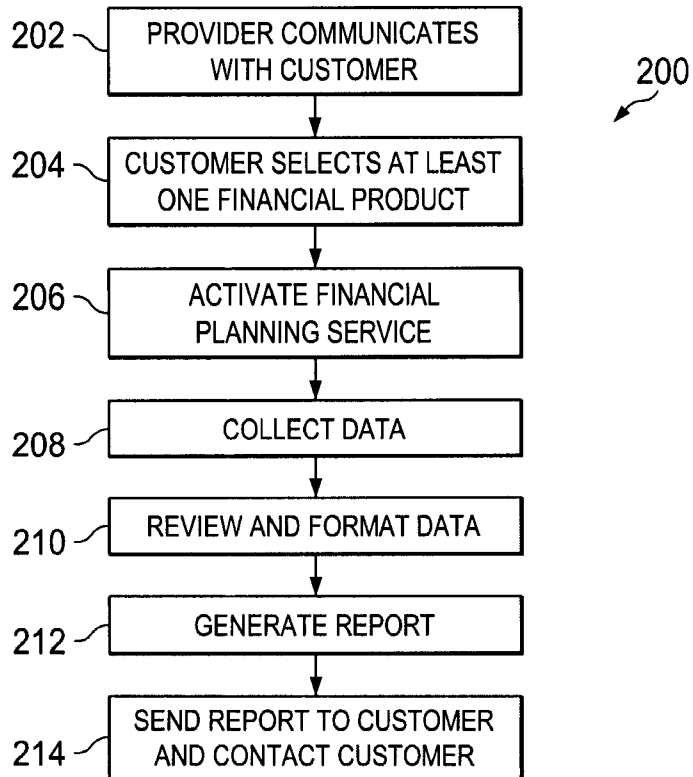 202
PROVIDER COMMUNICATES
WITH CUSTOMER
200
204
CUSTOMER SELECTS AT LEAST
ONE FINANCIAL PRODUCT
206
ACTIVATE FINANCIAL
PLANNING SERVICE
208
COLLECT DATA
210
REVIEW AND FORMAT DATA
212
GENERATE REPORT
214
SEND REPORT TO CUSTOMER
AND CONTACT CUSTOMER